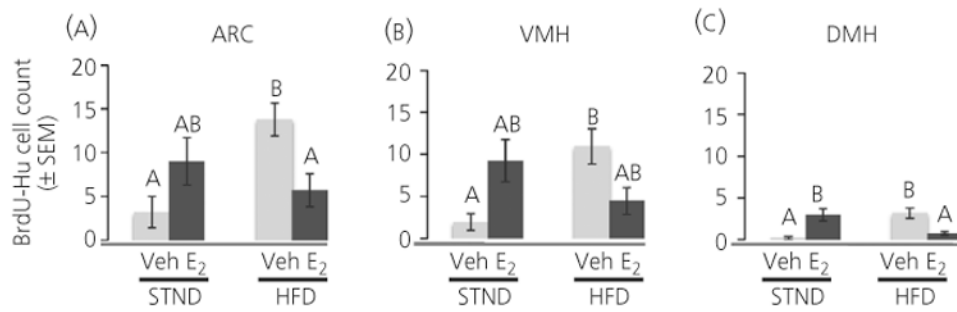 (A) ARC
(B) VMH
(C) DMH
BrdU-Hu cell count
(± SEM)
20
15
10
5
0
A
AB
B
A
Veh E₂
Veh E₂
STND
HFD
20
15
10
5
0
A
AB
B
AB
Veh E₂
Veh E₂
STND
HFD
20
15
10
5
0
A
B
B
A
Veh E₂
Veh E₂
STND
HFD